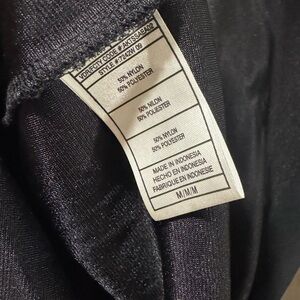 50% NYLON
50% POLYESTER
50% NILON
50% POLYESTER
50% NYLON
50% POLYESTER
MADE IN INDONESIA
HECHO EN INDONESIA
FABRIQUE EN INDONESIE
M/M/M